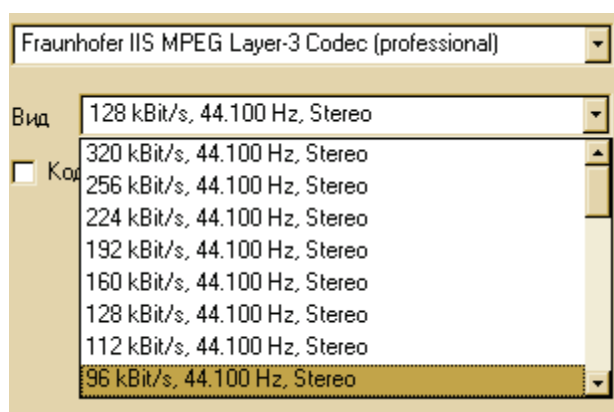 Fraunhofer IIS MPEG Layer-3 Codec (professional)
Вид 128 kBit/s, 44.100 Hz, Stereo
320 kBit/s, 44.100 Hz, Stereo
256 kBit/s, 44.100 Hz, Stereo
224 kBit/s, 44.100 Hz, Stereo
192 kBit/s, 44.100 Hz, Stereo
160 kBit/s, 44.100 Hz, Stereo
128 kBit/s, 44.100 Hz, Stereo
112 kBit/s, 44.100 Hz, Stereo
96 kBit/s, 44.100 Hz, Stereo